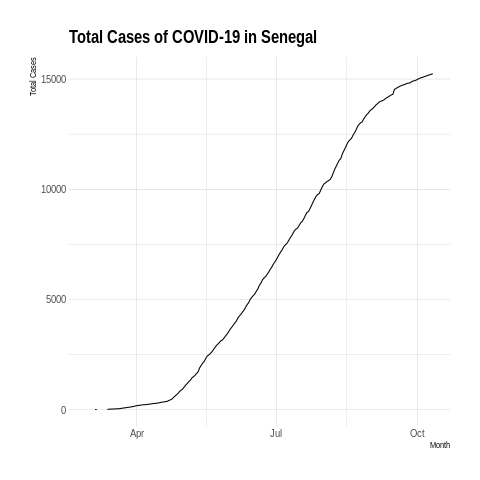 Total Cases of COVID-19 in Senegal
Total Cases
15000
10000
5000
0
Apr Jul Oct
Month